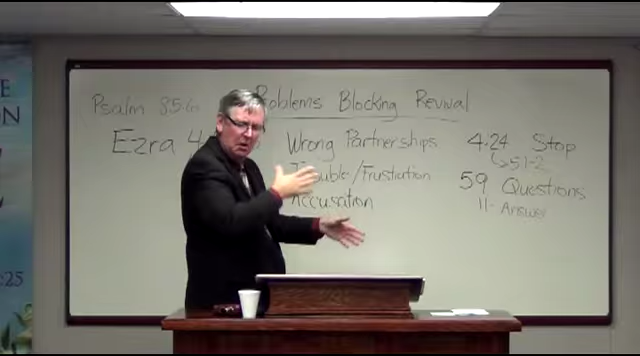 Psalm 85:6
Problems Blocking Revival
Ezra 4
Wrong Partnerships
Trouble/Frustration
Accusation
4:24 Stop
5:1-2
59 Questions
11- Answer
:25